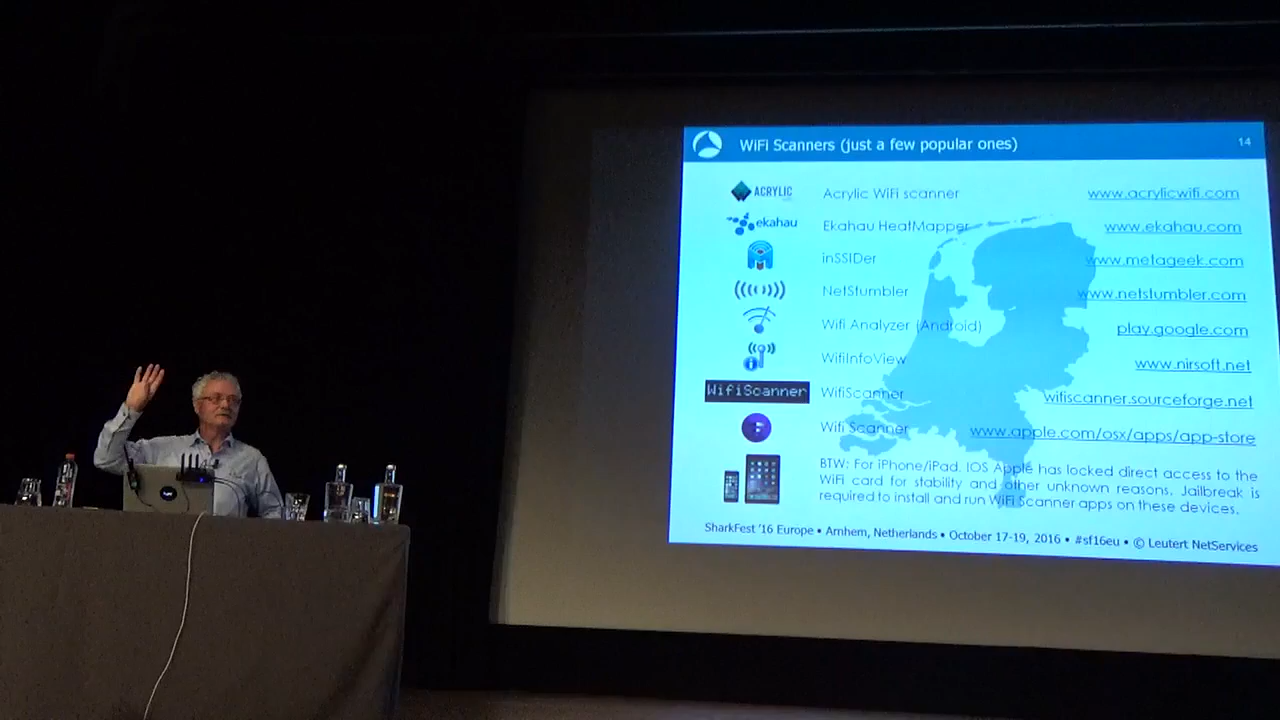 WiFi Scanners (just a few popular ones) 14
ACRYLIC Acrylic WiFi scanner www.acrylicwifi.com
ekahau Ekahau HeatMapper www.ekahau.com
inSSIDer www.metageek.com
NetStumbler www.netstumbler.com
Wifi Analyzer (Android) play.google.com
WifiInfoView www.nirsoft.net
WifiScanner WifiScanner wifiscanner.sourceforge.net
Wifi Scanner www.apple.com/osx/apps/app-store
BTW: For iPhone/iPad. IOS Apple has locked direct access to the
WiFi card for stability and other unknown reasons. Jailbreak is
required to install and run WiFi Scanner apps on these devices.
SharkFest '16 Europe • Arnhem, Netherlands • October 17-19, 2016 • #sf16eu • © Leutert NetServices